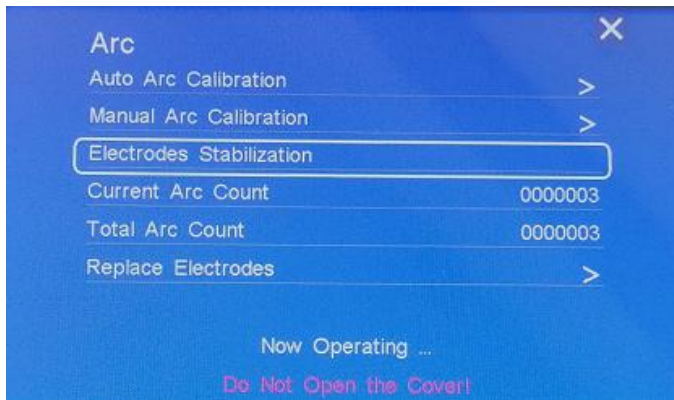 Arc
Auto Arc Calibration >
Manual Arc Calibration >
Electrodes Stabilization
Current Arc Count 0000003
Total Arc Count 0000003
Replace Electrodes >
Now Operating ...
Do Not Open the Cover!